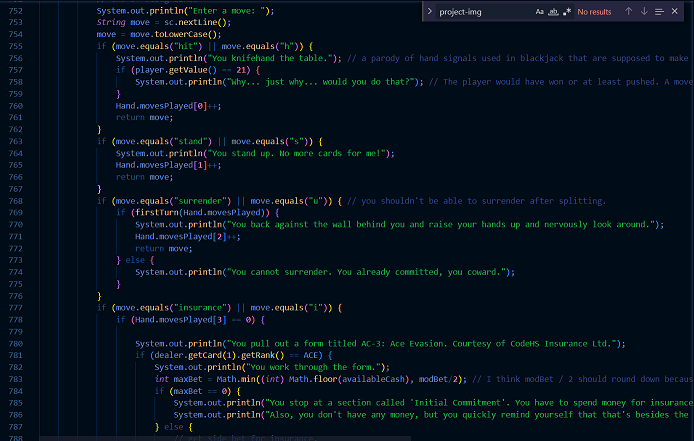 project-img
Aa ab .* No results
752 System.out.println("Enter a move: ");
753 String move = sc.nextLine();
754 move = move.toLowerCase();
755 if (move.equals("hit") || move.equals("h")) {
756 System.out.println("You knifehand the table."); // a parody of hand signals used in blackjack that are supposed to make
757 if (player.getValue() == 21) {
758 System.out.println("Why... just why... would you do that?"); // The player would have won or at least pushed. A move
759 }
760 Hand.movesPlayed[0]++;
761 return move;
762 }
763 if (move.equals("stand") || move.equals("s")) {
764 System.out.println("You stand up. No more cards for me!");
765 Hand.movesPlayed[1]++;
766 return move;
767 }
768 if (move.equals("surrender") || move.equals("u")) { // you shouldn't be able to surrender after splitting.
769 if (firstTurn(Hand.movesPlayed)) {
770 System.out.println("You back against the wall behind you and raise your hands up and nervously look around.");
771 Hand.movesPlayed[2]++;
772 return move;
773 } else {
774 System.out.println("You cannot surrender. You already committed, you coward.");
775 }
776 }
777 if (move.equals("insurance") || move.equals("i")) {
778 if (Hand.movesPlayed[3] == 0) {
779
780 System.out.println("You pull out a form titled AC-3: Ace Evasion. Courtesy of CodeHS Insurance Ltd.");
781 if (dealer.getCard(1).getRank() == ACE) {
782 System.out.println("You work through the form.");
783 int maxBet = Math.min((int) Math.floor(availableCash), modBet/2); // I think modBet / 2 should round down becaus
784 if (maxBet == 0) {
785 System.out.println("You stop at a section called 'Initial Commitment'. You have to spend money for insurance
786 System.out.println("Also, you don't have any money, but you quickly remind yourself that that's besides the
787 } else {
788 // ask side bet for insurance